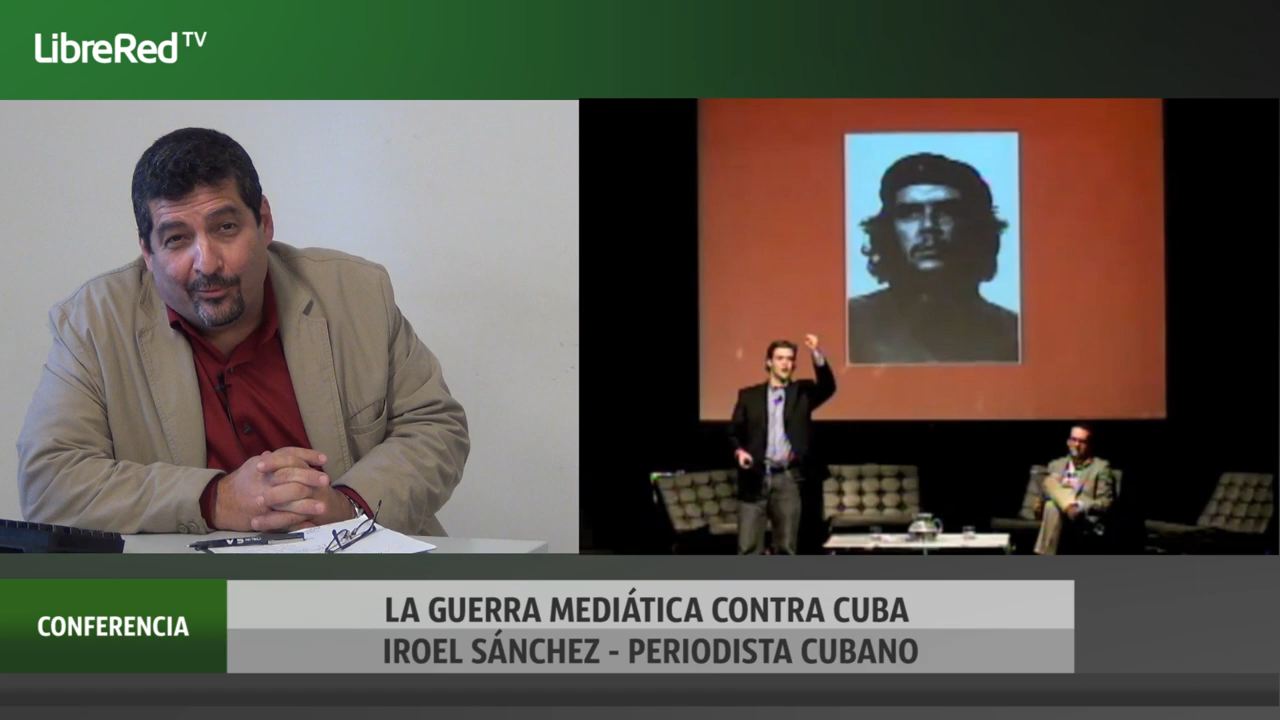 LibreRed TV
CONFERENCIA
LA GUERRA MEDIÁTICA CONTRA CUBA
IROEL SÁNCHEZ - PERIODISTA CUBANO